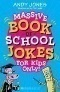 ANDY JONES
MASSIVE
BOOK
OF
SCHOOL
JOKES
FOR KIDS
ONLY!